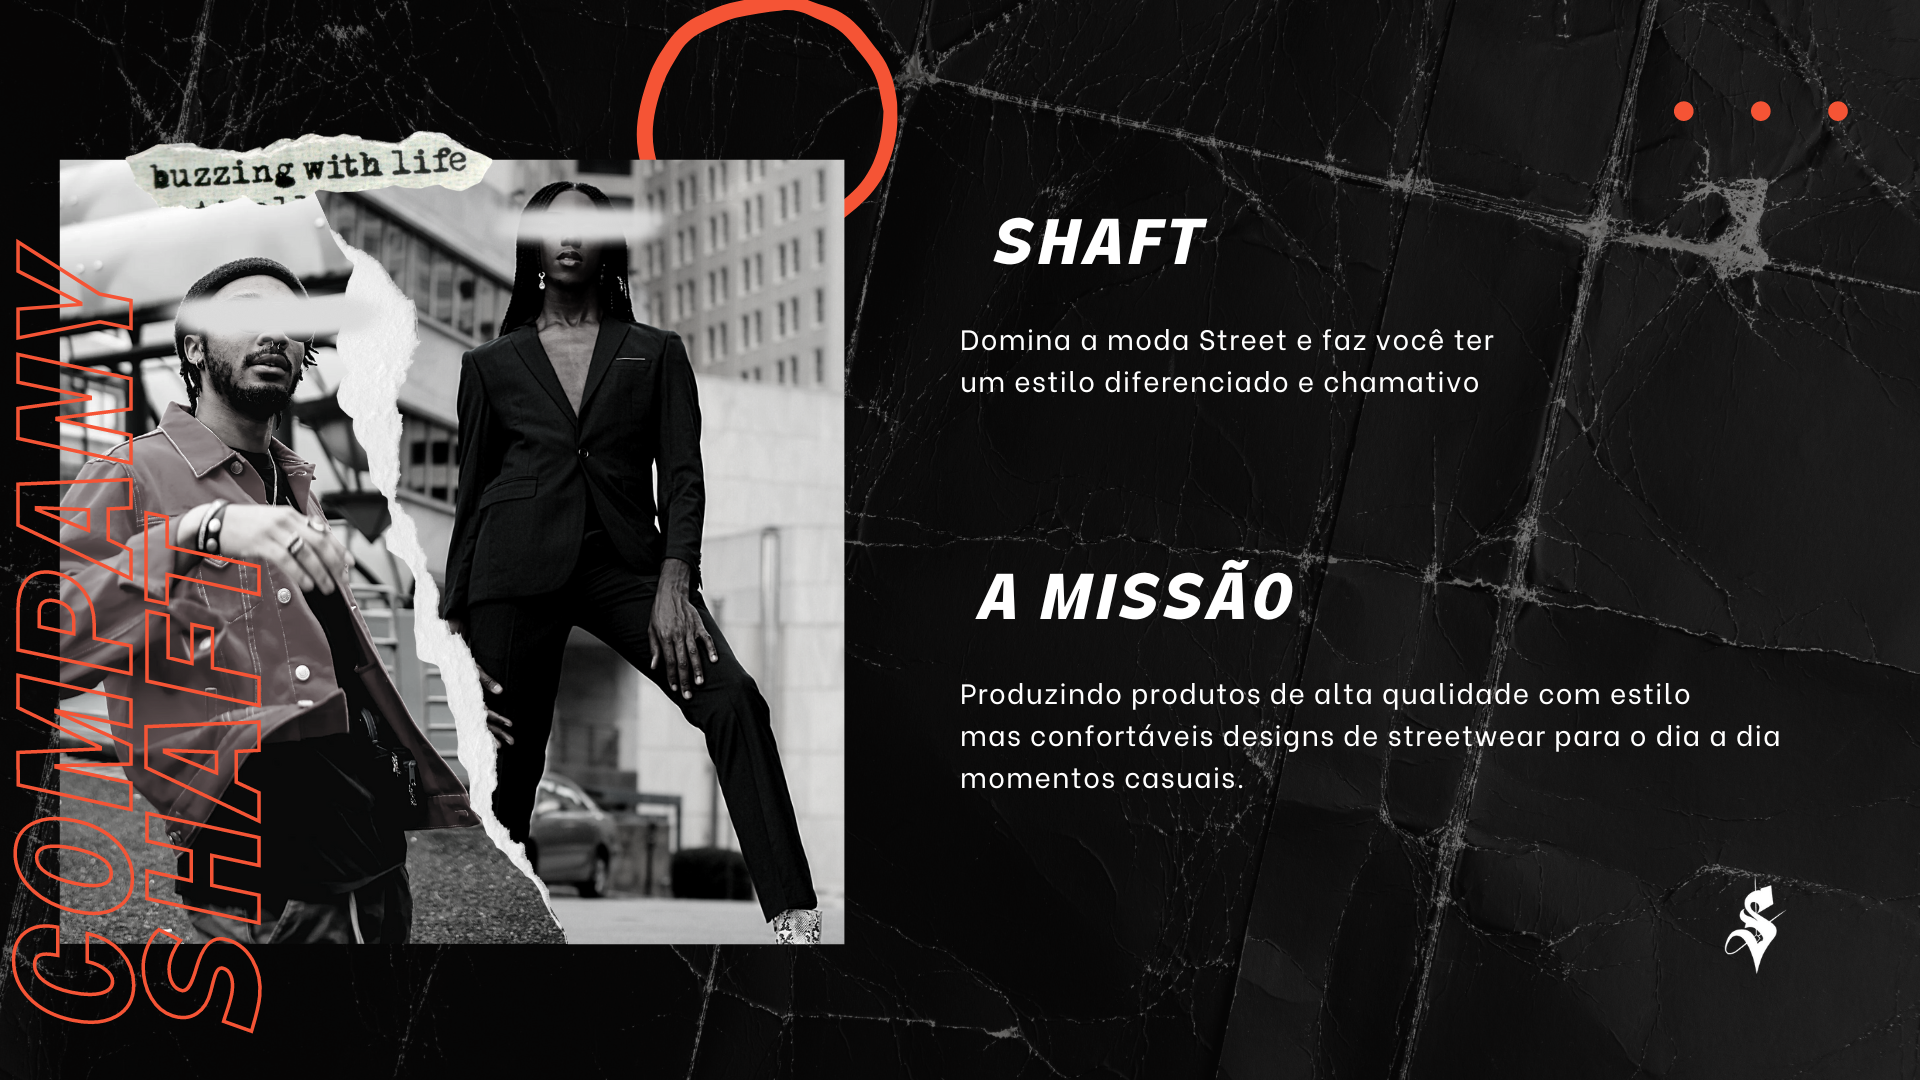 buzzing with life
COMPANY
SHAFT
SHAFT
Domina a moda Street e faz você ter
um estilo diferenciado e chamativo
A MISSÃO
Produzindo produtos de alta qualidade com estilo
mas confortáveis designs de streetwear para o dia a dia
momentos casuais.
S